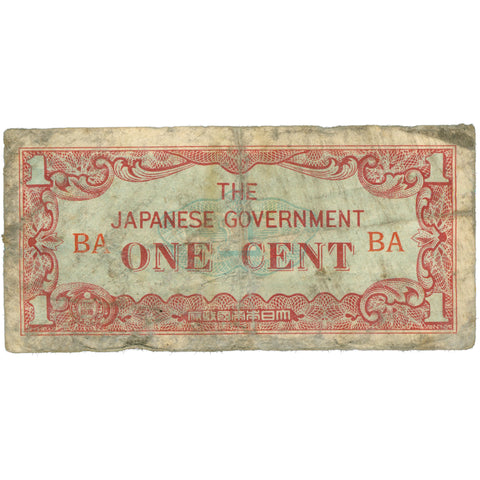 1 1
THE
JAPANESE GOVERNMENT
BA ONE CENT BA
1 1